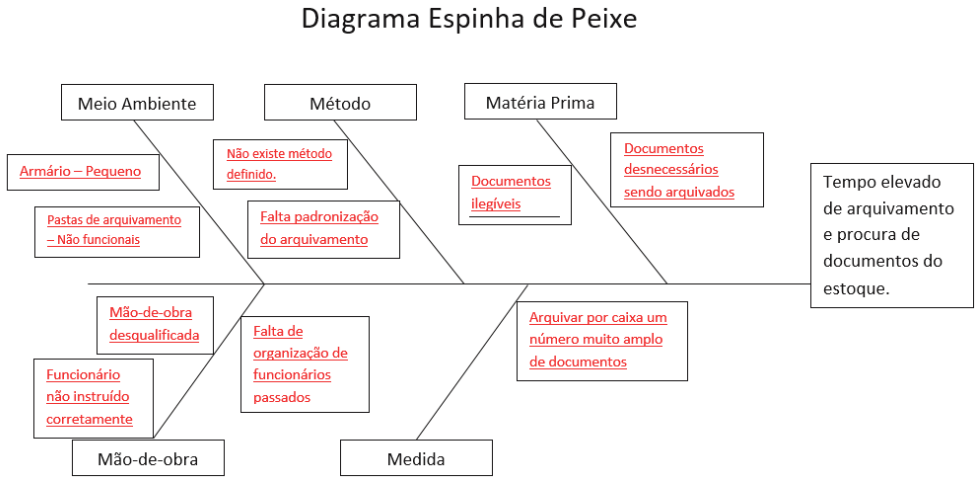 Diagrama Espinha de Peixe
Meio Ambiente
Método
Matéria Prima
Armário – Pequeno
Pastas de arquivamento
– Não funcionais
Não existe método
definido.
Falta padronização
do arquivamento
Documentos
ilegíveis
Documentos
desnecessários
sendo arquivados
Tempo elevado
de arquivamento
e procura de
documentos do
estoque.
Mão-de-obra
desqualificada
Funcionário
não instruído
corretamente
Falta de
organização de
funcionários
passados
Arquivar por caixa um
número muito amplo
de documentos
Mão-de-obra
Medida